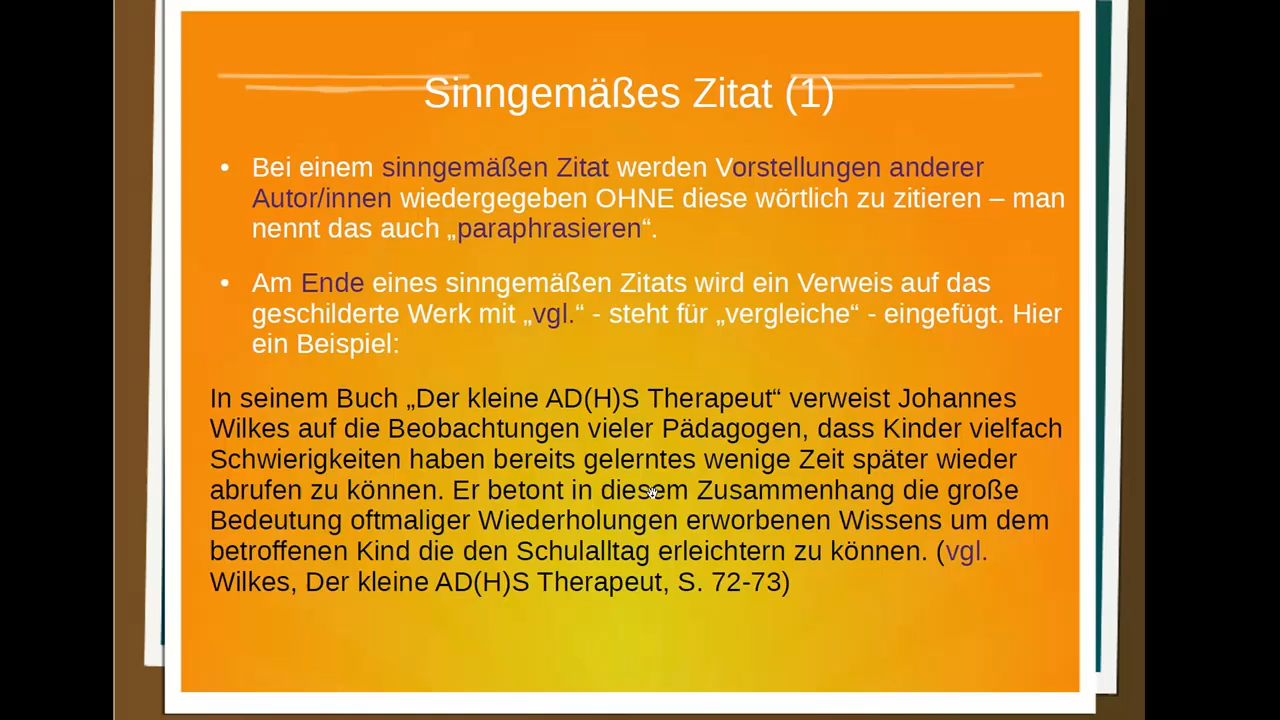 Sinngemäßes Zitat (1)
• Bei einem sinngemäßen Zitat werden Vorstellungen anderer
Autor/innen wiedergegeben OHNE diese wörtlich zu zitieren – man
nennt das auch „paraphrasieren“.
• Am Ende eines sinngemäßen Zitats wird ein Verweis auf das
geschilderte Werk mit „vgl.“ - steht für „vergleiche“ - eingefügt. Hier
ein Beispiel:
In seinem Buch „Der kleine AD(H)S Therapeut“ verweist Johannes
Wilkes auf die Beobachtungen vieler Pädagogen, dass Kinder vielfach
Schwierigkeiten haben bereits gelerntes wenige Zeit später wieder
abrufen zu können. Er betont in diesem Zusammenhang die große
Bedeutung oftmaliger Wiederholungen erworbenen Wissens um dem
betroffenen Kind die den Schulalltag erleichtern zu können. (vgl.
Wilkes, Der kleine AD(H)S Therapeut, S. 72-73)